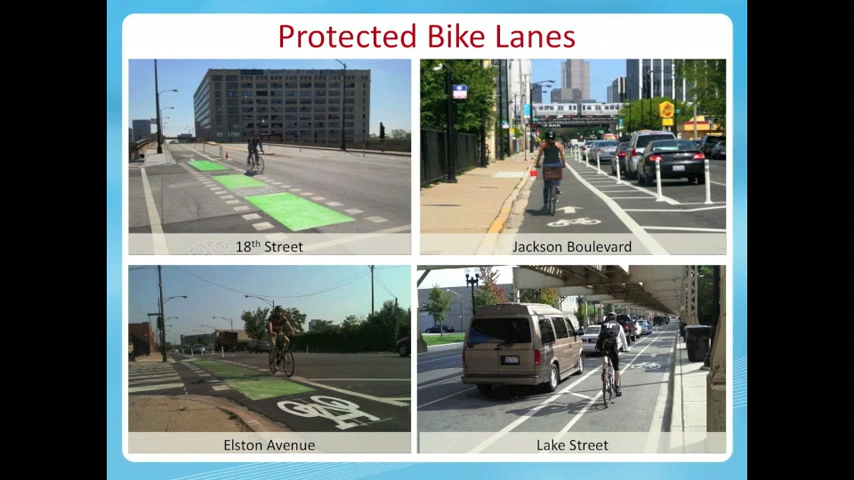 Protected Bike Lanes
18th Street
Jackson Boulevard
Elston Avenue
Lake Street